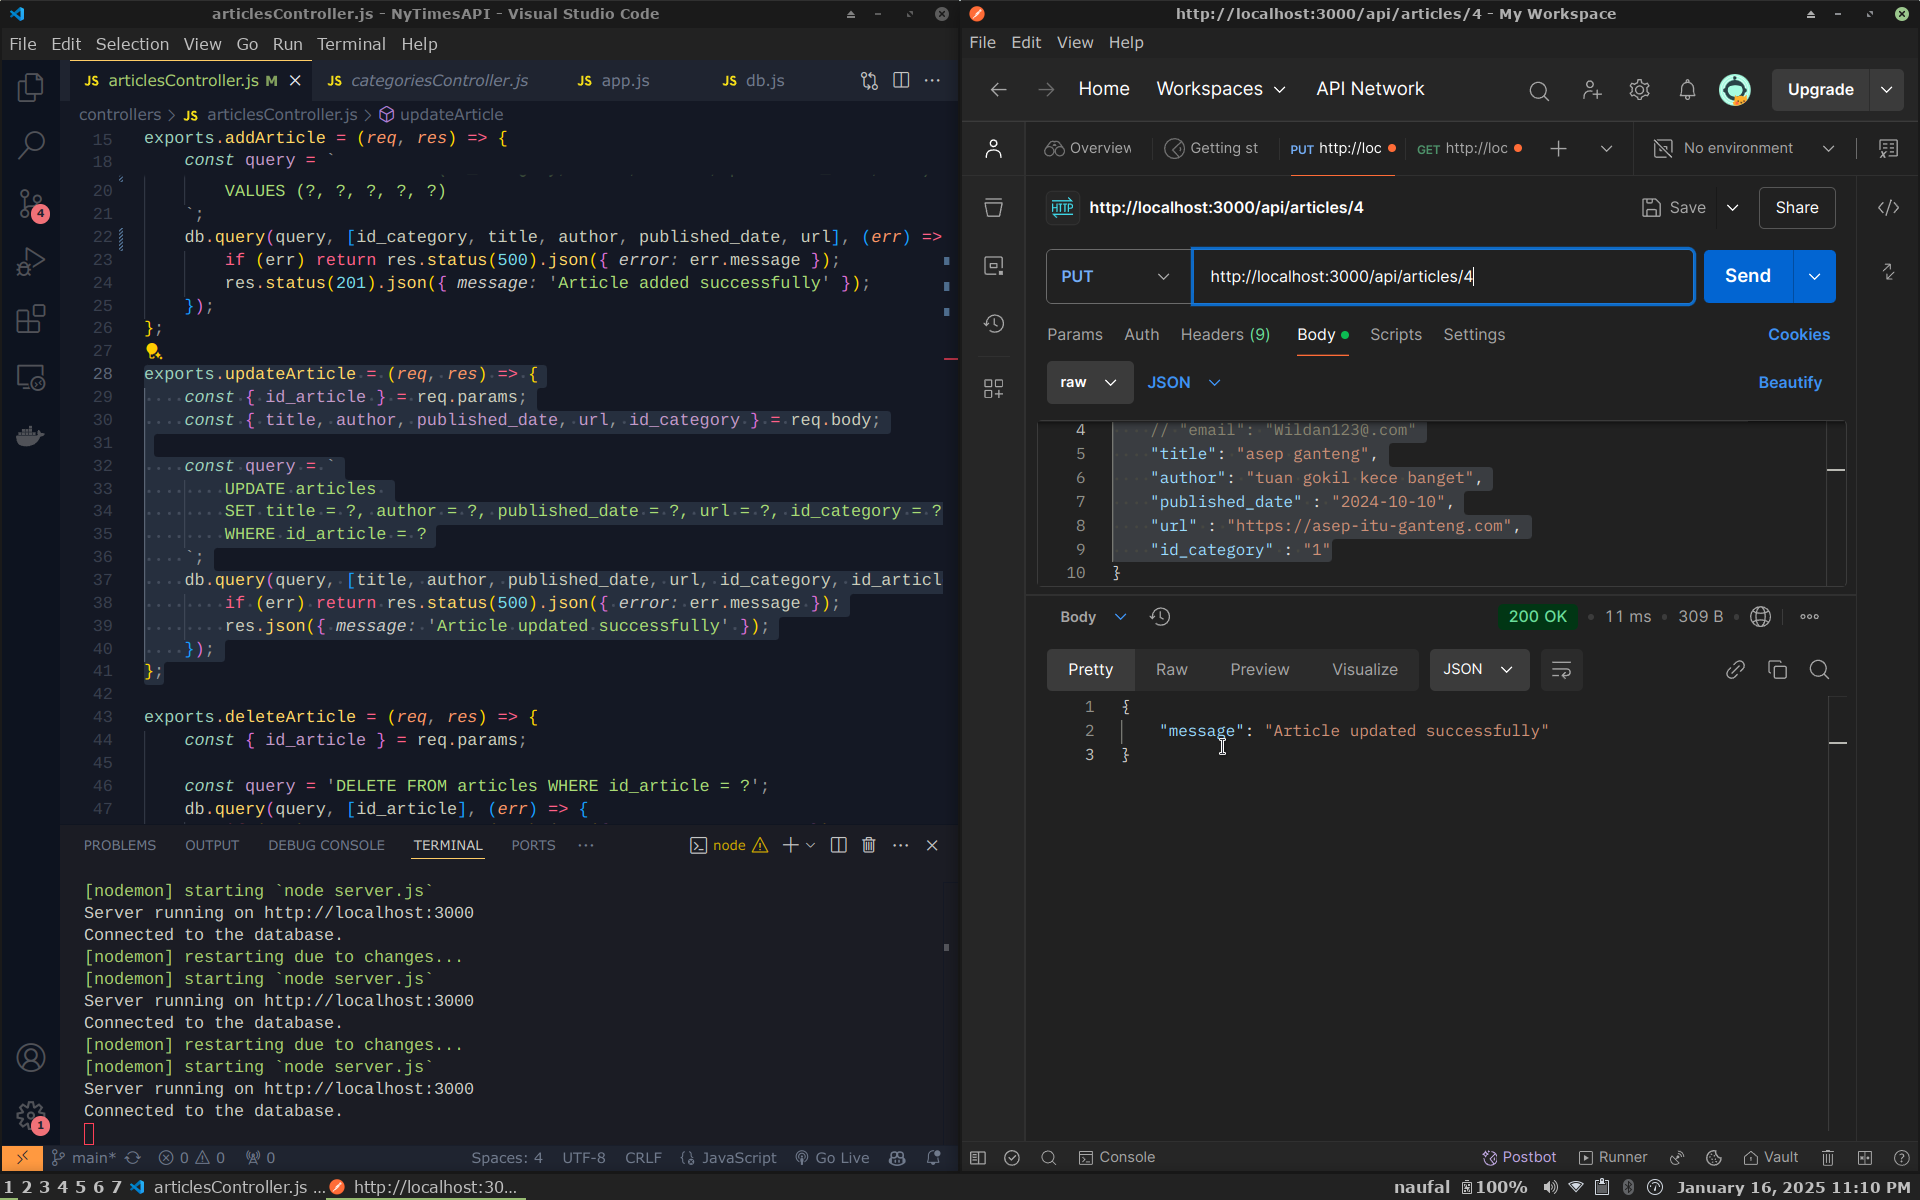 articlesController.js - NyTimesAPI - Visual Studio Code
File Edit Selection View Go Run Terminal Help
JS articlesController.js M
JS categoriesController.js
JS app.js
JS db.js
controllers > JS articlesController.js > updateArticle
15 exports.addArticle = (req, res) => {
18 const query = `
20 VALUES (?, ?, ?, ?, ?)
21 `;
22 db.query(query, [id_category, title, author, published_date, url], (err) =>
23 if (err) return res.status(500).json({ error: err.message });
24 res.status(201).json({ message: 'Article added successfully' });
25 });
26 };
27
28 exports.updateArticle = (req, res) => {
29 const { id_article } = req.params;
30 const { title, author, published_date, url, id_category } = req.body;
31
32 const query = `
33 UPDATE articles
34 SET title = ?, author = ?, published_date = ?, url = ?, id_category = ?
35 WHERE id_article = ?
36 `;
37 db.query(query, [title, author, published_date, url, id_category, id_articl
38 if (err) return res.status(500).json({ error: err.message });
39 res.json({ message: 'Article updated successfully' });
40 });
41 };
42
43 exports.deleteArticle = (req, res) => {
44 const { id_article } = req.params;
45
46 const query = 'DELETE FROM articles WHERE id_article = ?';
47 db.query(query, [id_article], (err) => {
PROBLEMS OUTPUT DEBUG CONSOLE TERMINAL PORTS ... node
[nodemon] starting `node server.js`
Server running on http://localhost:3000
Connected to the database.
[nodemon] restarting due to changes...
[nodemon] starting `node server.js`
Server running on http://localhost:3000
Connected to the database.
[nodemon] restarting due to changes...
[nodemon] starting `node server.js`
Server running on http://localhost:3000
Connected to the database.
4
1
main* 0 0 0 Spaces: 4 UTF-8 CRLF {} JavaScript Go Live
http://localhost:3000/api/articles/4 - My Workspace
File Edit View Help
Home Workspaces API Network Upgrade
Overview
Getting st
PUT http://loc
GET http://loc
No environment
HTTP http://localhost:3000/api/articles/4 Save Share
PUT http://localhost:3000/api/articles/4 Send
Params Auth Headers (9) Body Scripts Settings Cookies
raw JSON Beautify
4 // "email": "Wildan123@.com"
5 "title": "asep ganteng",
6 "author": "tuan gokil kece banget",
7 "published_date" : "2024-10-10",
8 "url" : "https://asep-itu-ganteng.com",
9 "id_category" : "1"
10 }
Body 200 OK 11 ms 309 B
Pretty Raw Preview Visualize JSON
1 {
2 "message": "Article updated successfully"
3 }
Console Postbot Runner Vault
1 2 3 4 5 6 7 articlesController.js ... http://localhost:30... naufal 100% January 16, 2025 11:10 PM